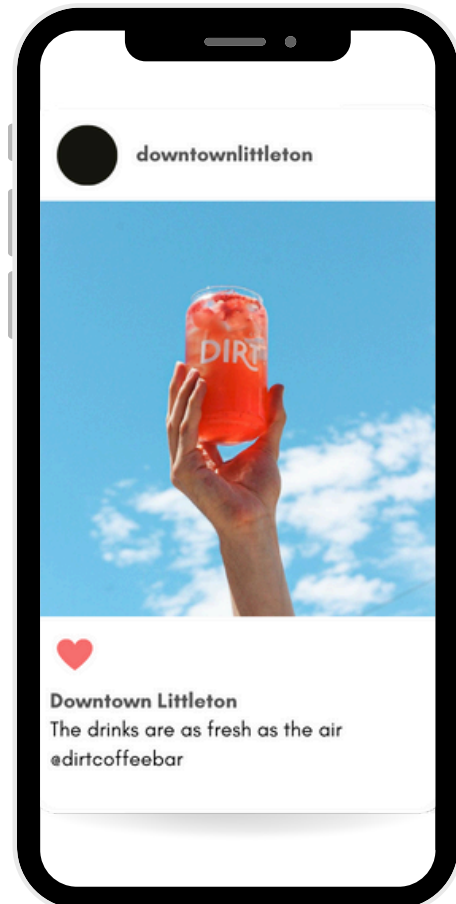 downtownlittleton
DIRT
Downtown Littleton
The drinks are as fresh as the air
@dirtcoffeebar